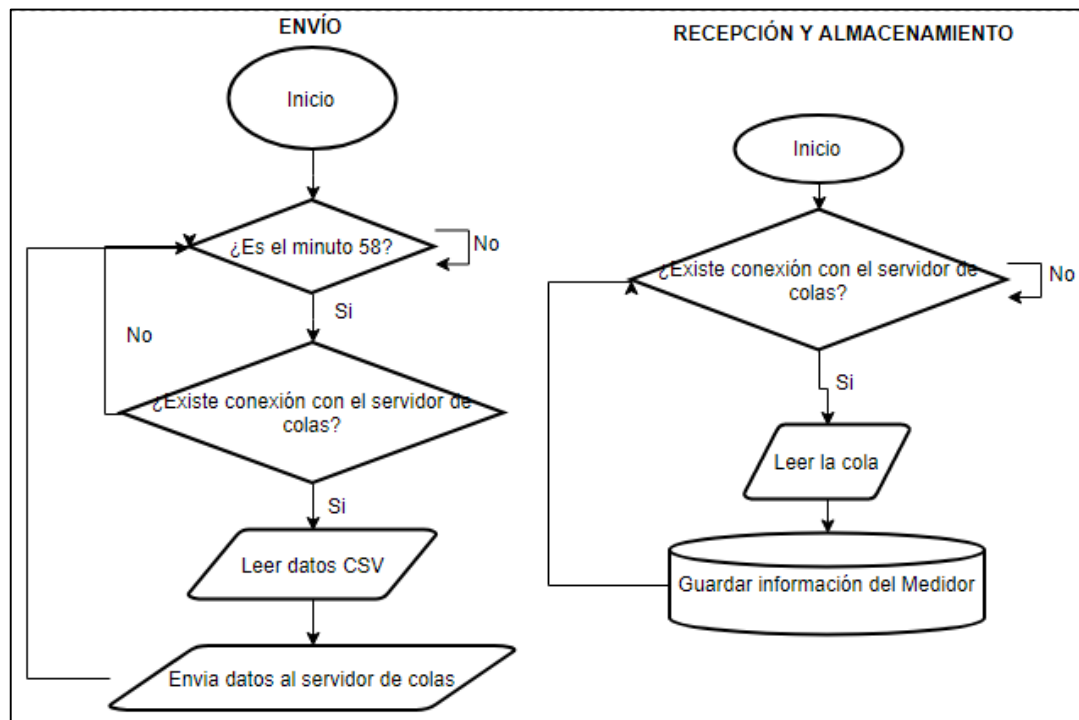 ENVÍO
Inicio
¿Es el minuto 58?
No
Si
No
¿Existe conexión con el servidor de
colas?
Si
Leer datos CSV
Envia datos al servidor de colas
RECEPCIÓN Y ALMACENAMIENTO
Inicio
¿Existe conexión con el servidor de
colas?
No
Si
Leer la cola
Guardar información del Medidor